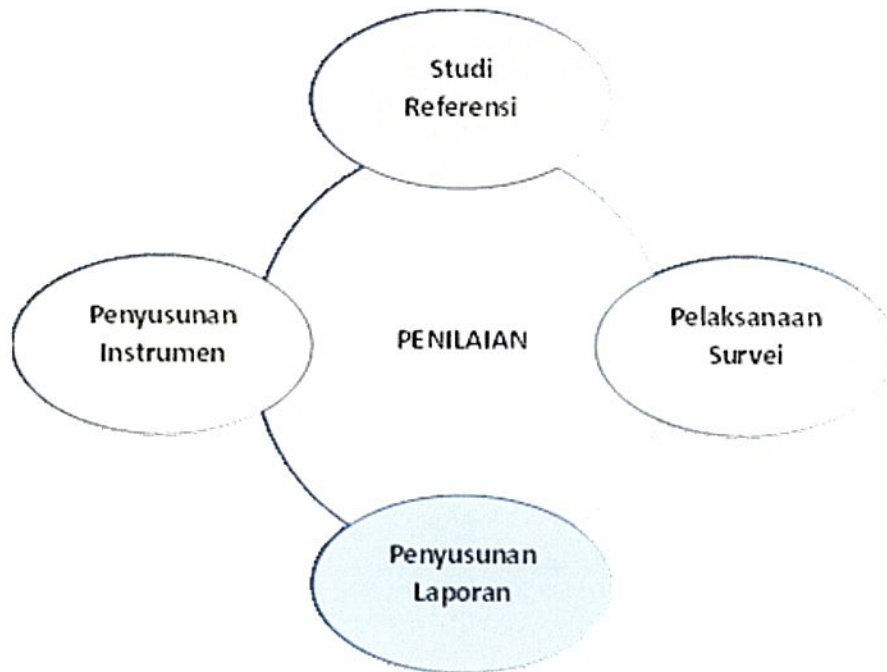 Studi
Referensi
Penyusunan
Instrumen
PENILAIAN
Pelaksanaan
Survei
Penyusunan
Laporan